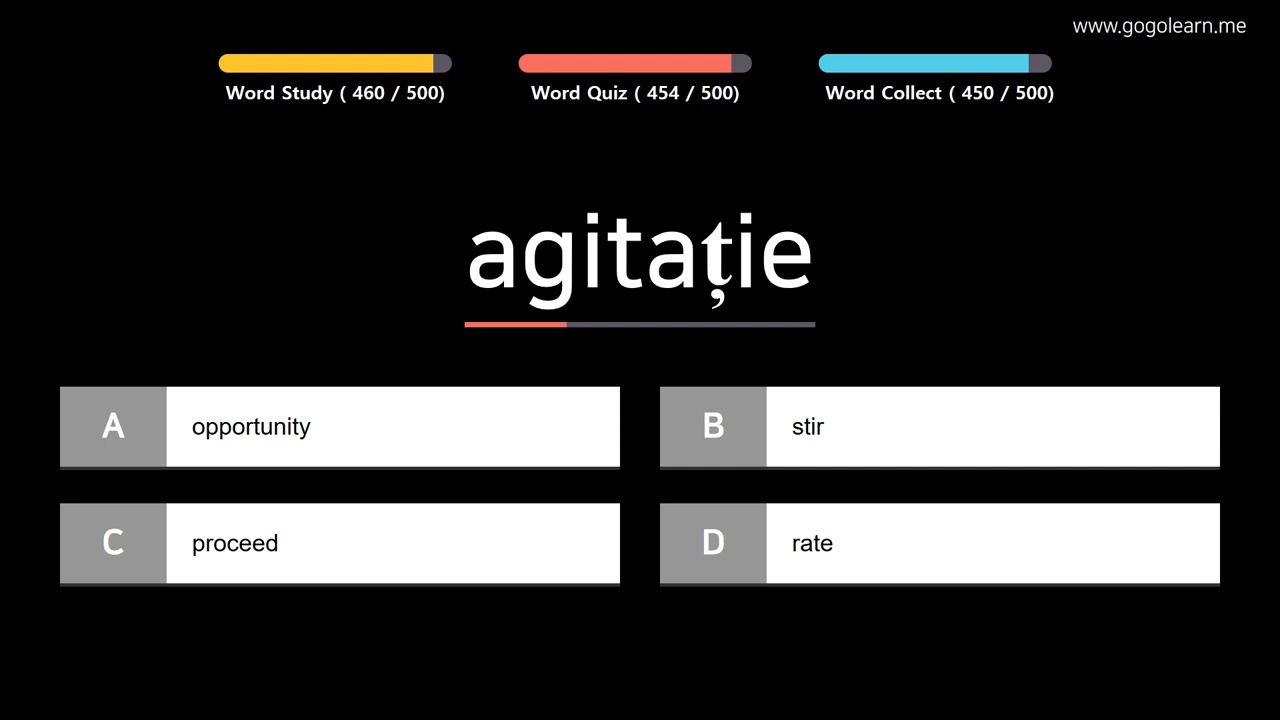 www.gogolearn.me
Word Study ( 460 / 500)
Word Quiz ( 454 / 500)
Word Collect ( 450 / 500)
agitație
A opportunity
B stir
C proceed
D rate